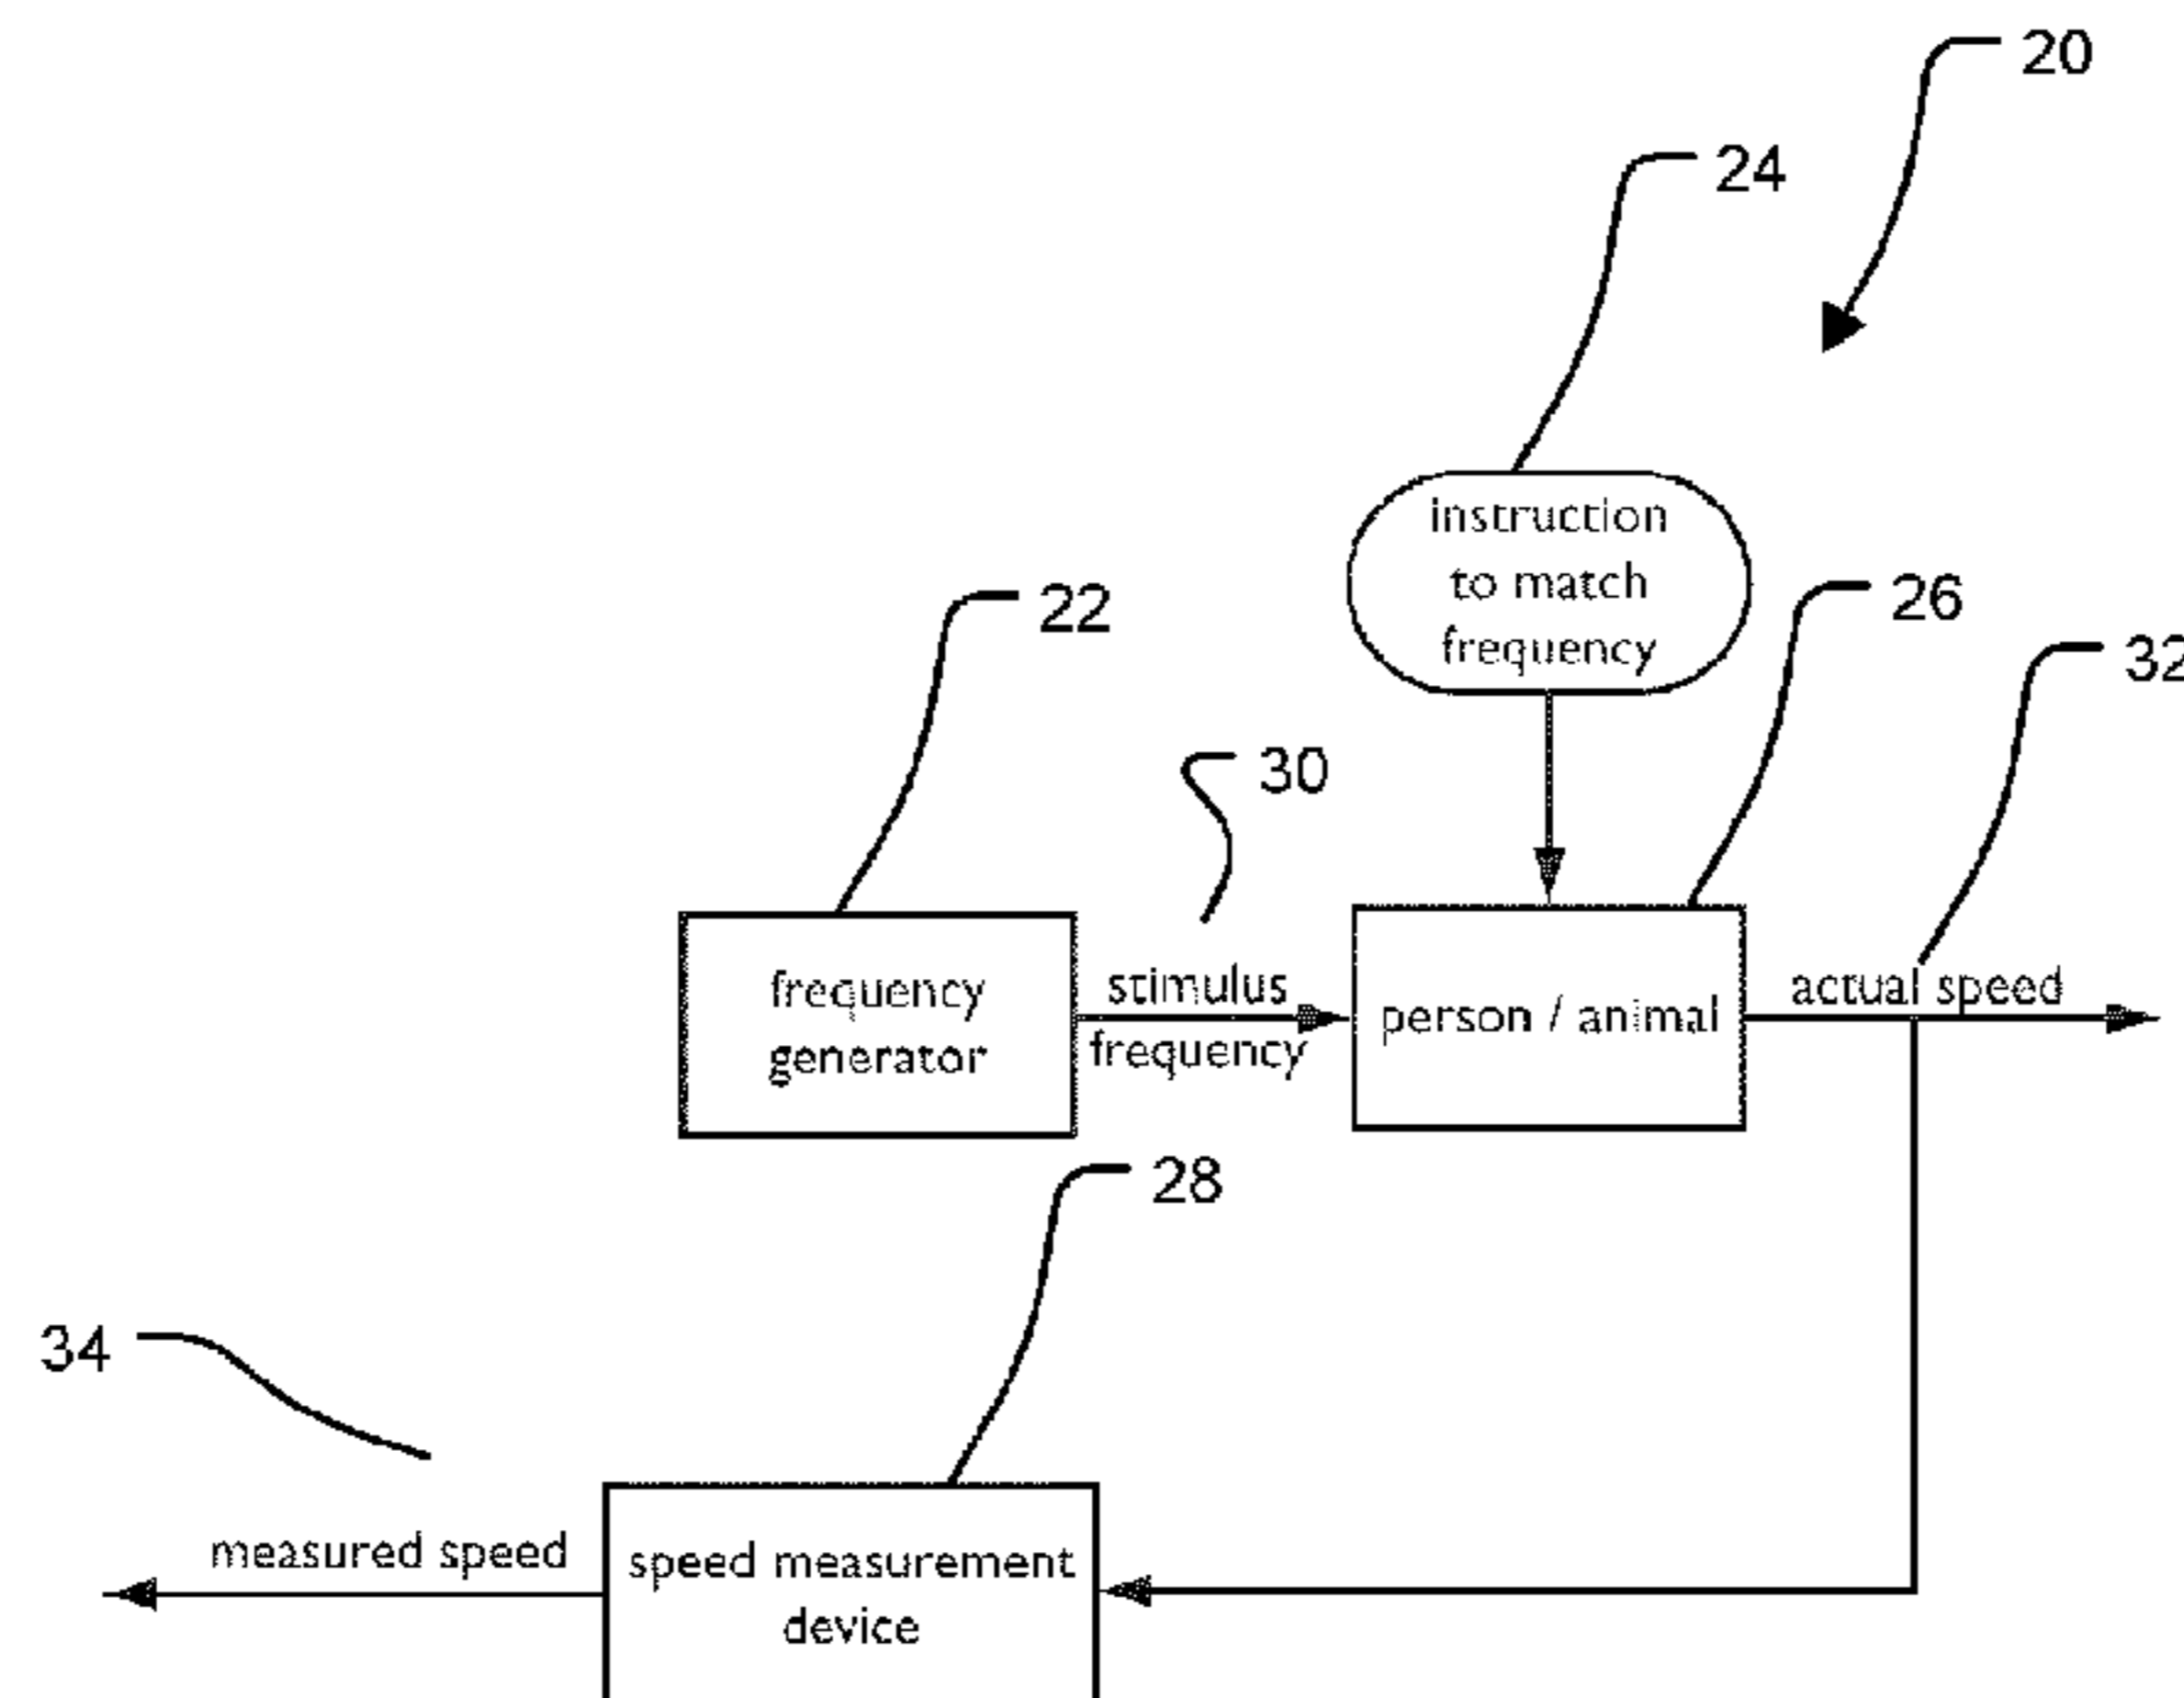 20
24
instruction
to match
frequency
22
26
32
30
frequency
generator
stimulus
frequency
person / animal
actual speed
28
34
measured speed
speed measurement
device